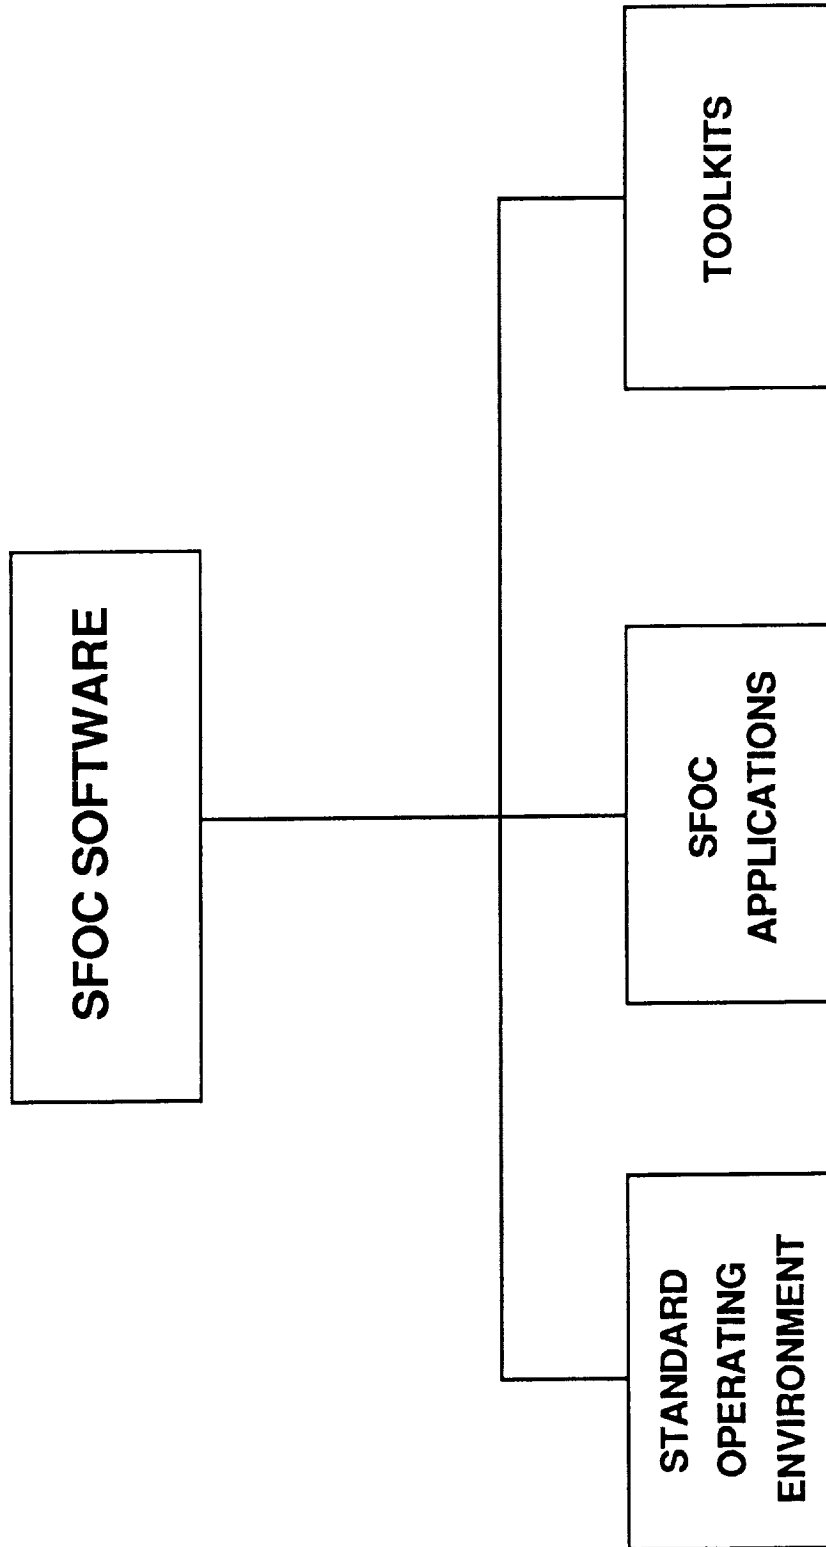 SFOC SOFTWARE
STANDARD
OPERATING
ENVIRONMENT
SFOC
APPLICATIONS
TOOLKITS